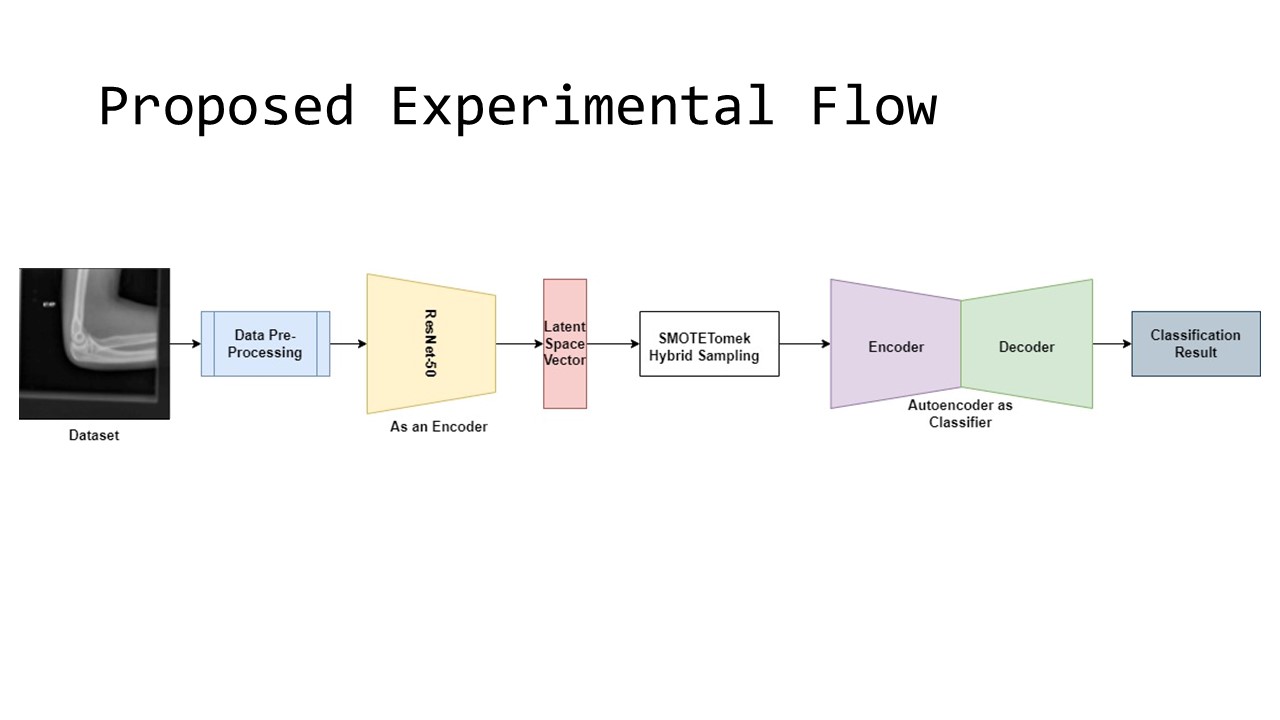 Proposed Experimental Flow
Dataset
Data Pre-
Processing
ResNet-50
As an Encoder
Latent
Space
Vector
SMOTETomek
Hybrid Sampling
Encoder
Decoder
Autoencoder as
Classifier
Classification
Result